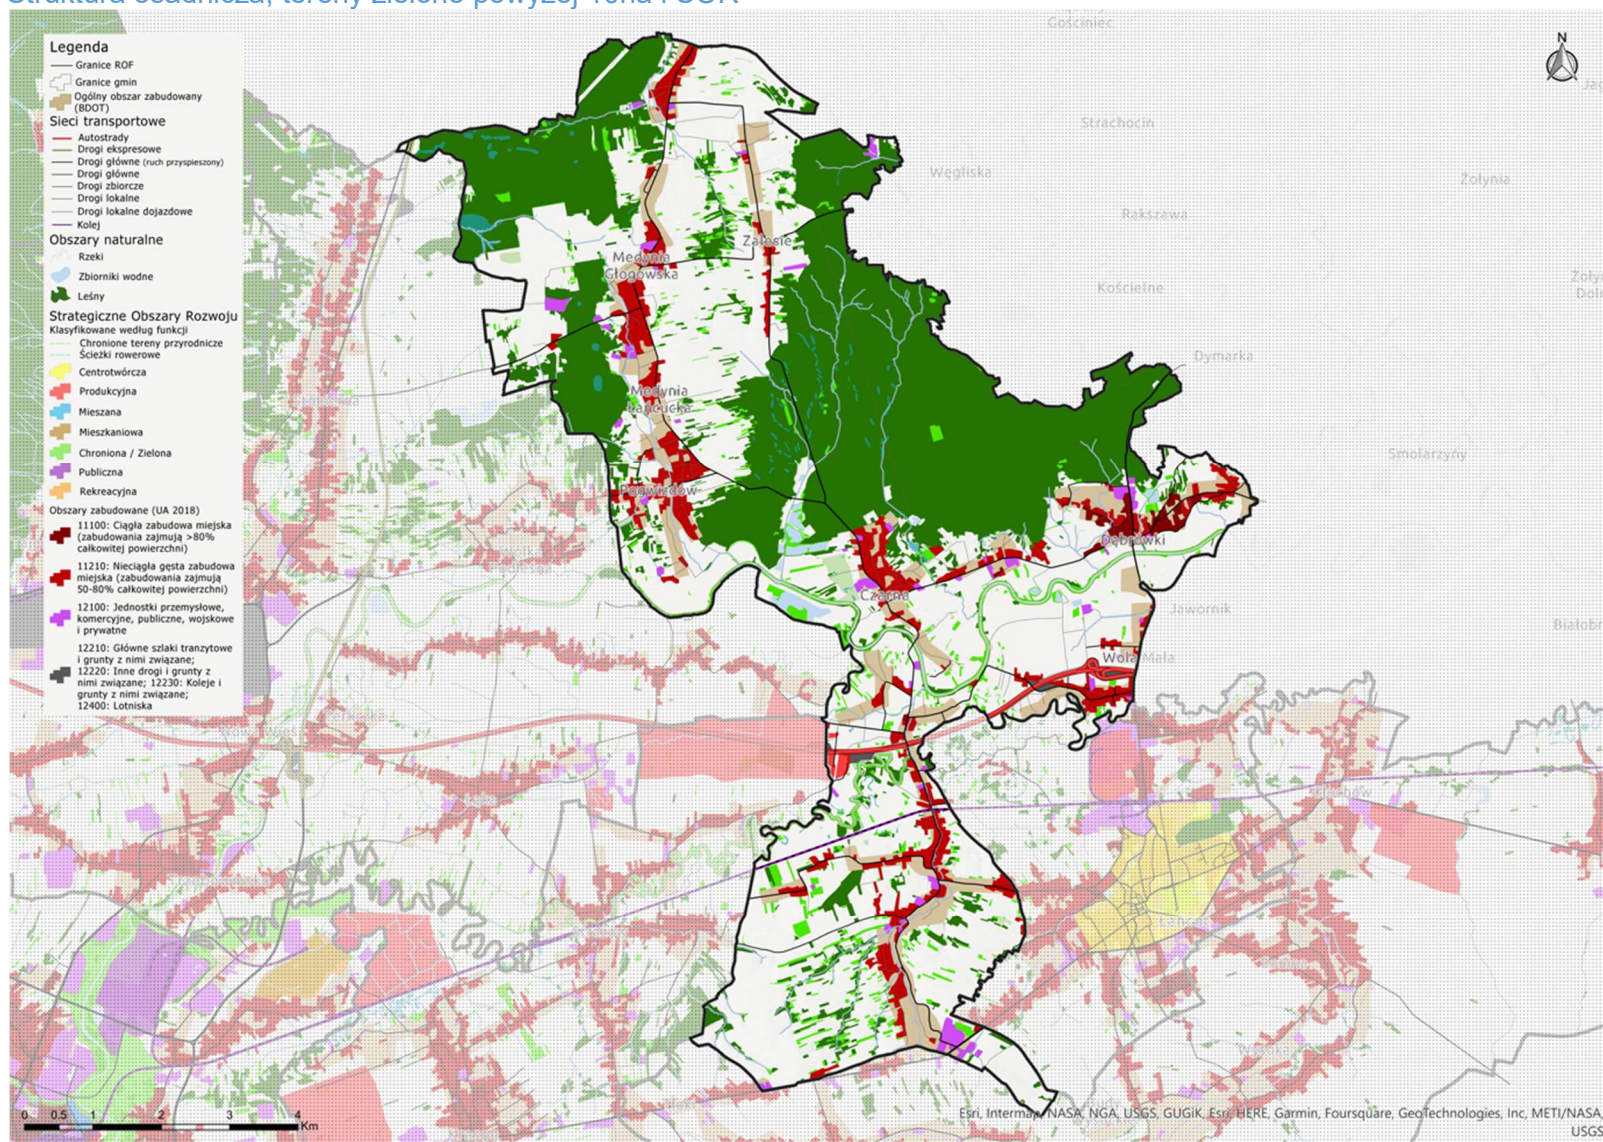 Gościniec
N
Strachocin
Węgliska
Żołynia
Rakszawa
Kościelne
Dymarka
Smolarzyny
Jawornik
Legenda
Granice ROF
Granice gmin
Ogólny obszar zabudowany
(BDOT)
Sieci transportowe
Autostrady
Drogi ekspresowe
Drogi główne (ruch przyspieszony)
Drogi główne
Drogi zbiorcze
Drogi lokalne
Drogi lokalne dojazdowe
Kolej
Obszary naturalne
Rzeki
Zbiorniki wodne
Leśny
Strategiczne Obszary Rozwoju
Klasyfikowane według funkcji
Chronione tereny przyrodnicze
Ścieżki rowerowe
Centrotwórcza
Produkcyjna
Mieszana
Mieszkaniowa
Chroniona / Zielona
Publiczna
Rekreacyjna
Obszary zabudowane (UA 2018)
11100: Ciągła zabudowa miejska
(zabudowania zajmują >80%
całkowitej powierzchni)
11210: Nieciągła gęsta zabudowa
miejska (zabudowania zajmują
50-80% całkowitej powierzchni)
12100: Jednostki przemysłowe,
komercyjne, publiczne, wojskowe
i prywatne
12210: Główne szlaki tranzytowe
i grunty z nimi związane;
12220: Inne drogi i grunty z
nimi związane; 12230: Koleje i
grunty z nimi związane;
12400: Lotniska
Zalesie
Medynia
Głogowska
Medynia
Łańcucka
Pogwizdów
Dąbrówki
Czarna
Wola Mała
0 0.5 1 2 3 4
Km
Esri, Intermap, NASA, NGA, USGS, GUGiK, Esri, HERE, Garmin, Foursquare, GeoTechnologies, Inc, METI/NASA,
USGS